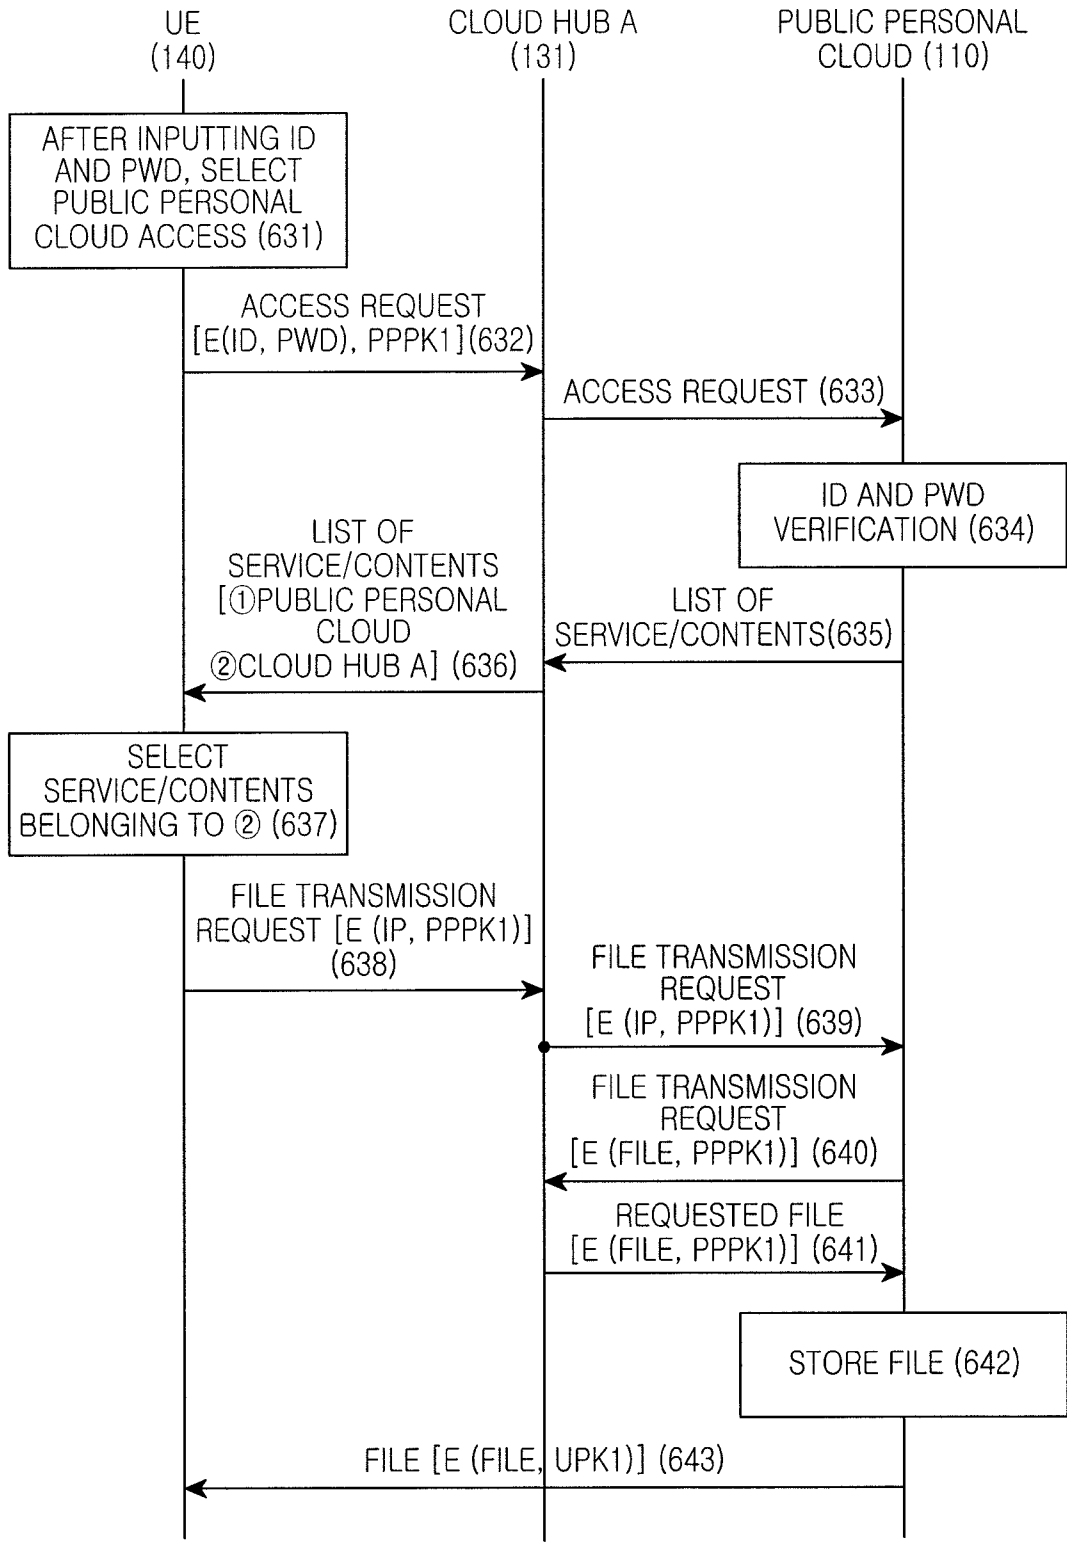 UE
(140)
CLOUD HUB A
(131)
PUBLIC PERSONAL
CLOUD (110)
AFTER INPUTTING ID
AND PWD, SELECT
PUBLIC PERSONAL
CLOUD ACCESS (631)
ACCESS REQUEST
[E(ID, PWD), PPPK1](632)
ACCESS REQUEST (633)
ID AND PWD
VERIFICATION (634)
LIST OF
SERVICE/CONTENTS(635)
LIST OF
SERVICE/CONTENTS
[①PUBLIC PERSONAL
CLOUD
②CLOUD HUB A] (636)
SELECT
SERVICE/CONTENTS
BELONGING TO ② (637)
FILE TRANSMISSION
REQUEST [E (IP, PPPK1)]
(638)
FILE TRANSMISSION
REQUEST
[E (IP, PPPK1)] (639)
FILE TRANSMISSION
REQUEST
[E (FILE, PPPK1)] (640)
REQUESTED FILE
[E (FILE, PPPK1)] (641)
STORE FILE (642)
FILE [E (FILE, UPK1)] (643)